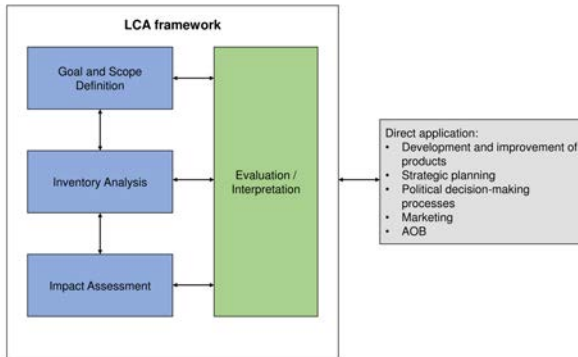 LCA framework
Goal and Scope
Definition
Inventory Analysis
Impact Assessment
Evaluation /
Interpretation
Direct application:
• Development and improvement of
products
• Strategic planning
• Political decision-making
processes
• Marketing
• AOB